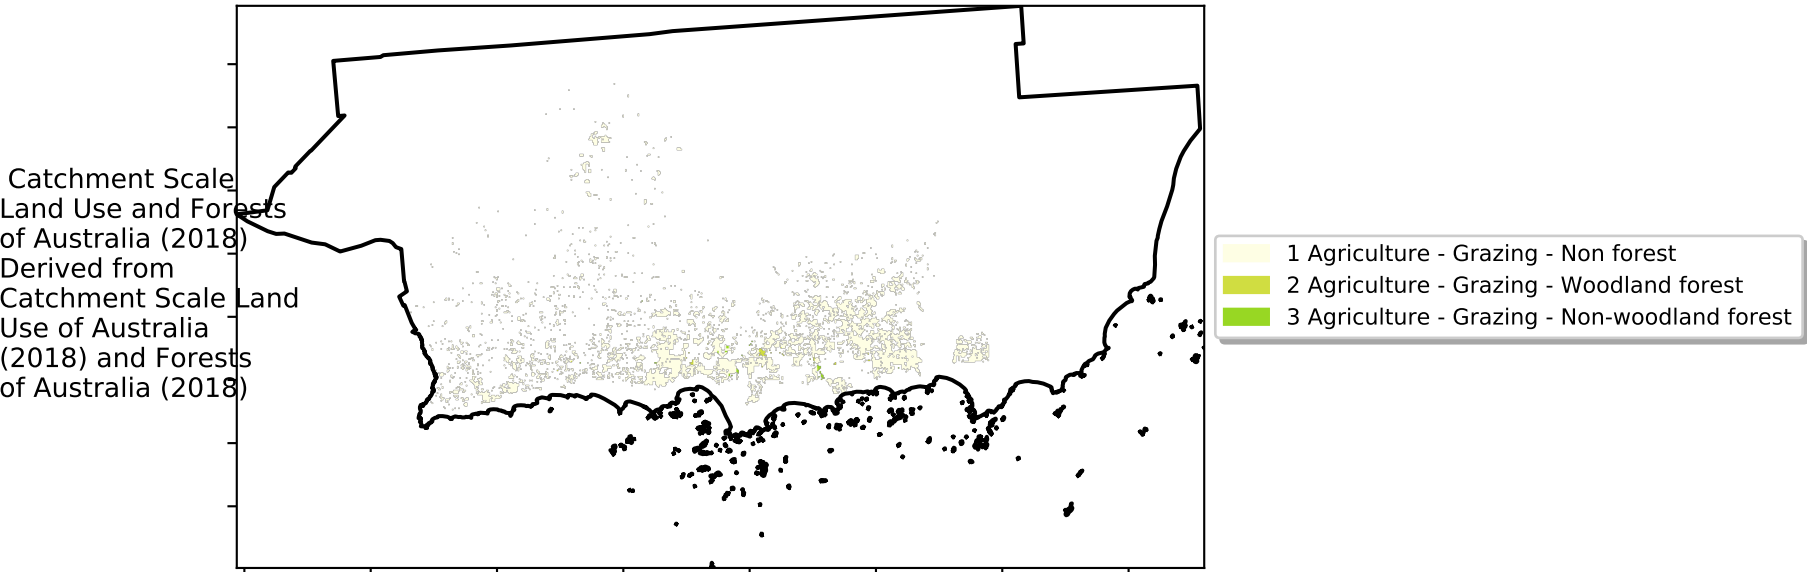 Catchment Scale
Land Use and Forests
of Australia (2018)
Derived from
Catchment Scale Land
Use of Australia
(2018) and Forests
of Australia (2018)
1 Agriculture - Grazing - Non forest
2 Agriculture - Grazing - Woodland forest
3 Agriculture - Grazing - Non-woodland forest